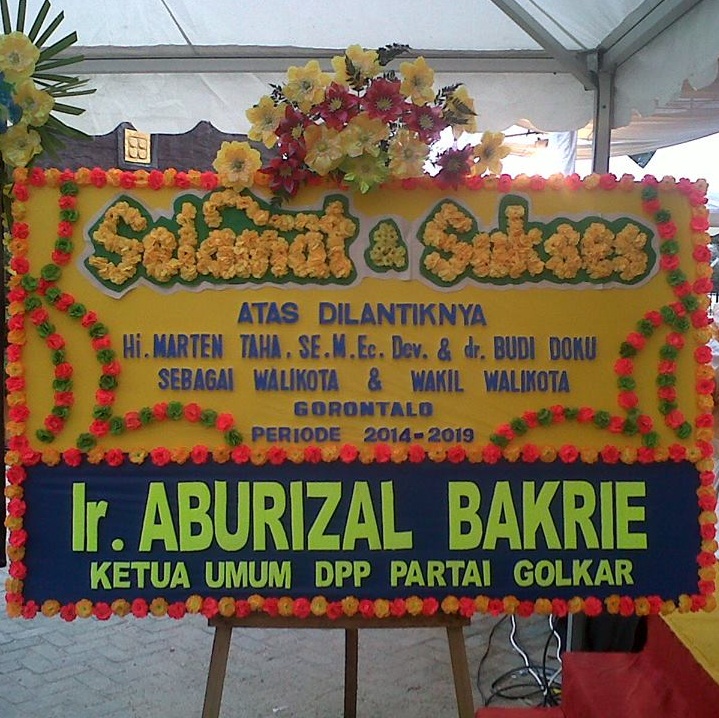 Selamat & Sukses
ATAS DILANTIKNYA
Hi. MARTEN TAHA, SE.M.Ec. Dev. & dr. BUDI DOKU
SEBAGAI WALIKOTA & WAKIL WALIKOTA
GORONTALO
PERIODE 2014-2019
Ir. ABURIZAL BAKRIE
KETUA UMUM DPP PARTAI GOLKAR